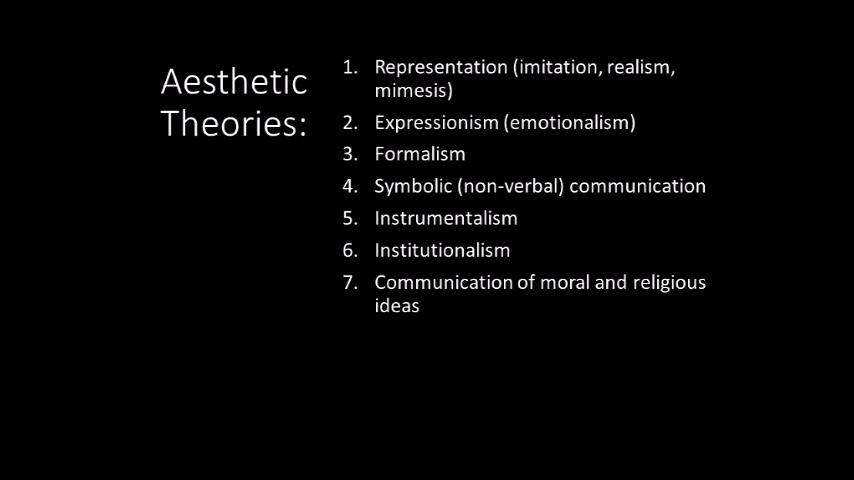 Aesthetic
Theories:
1. Representation (imitation, realism,
mimesis)
2. Expressionism (emotionalism)
3. Formalism
4. Symbolic (non-verbal) communication
5. Instrumentalism
6. Institutionalism
7. Communication of moral and religious
ideas